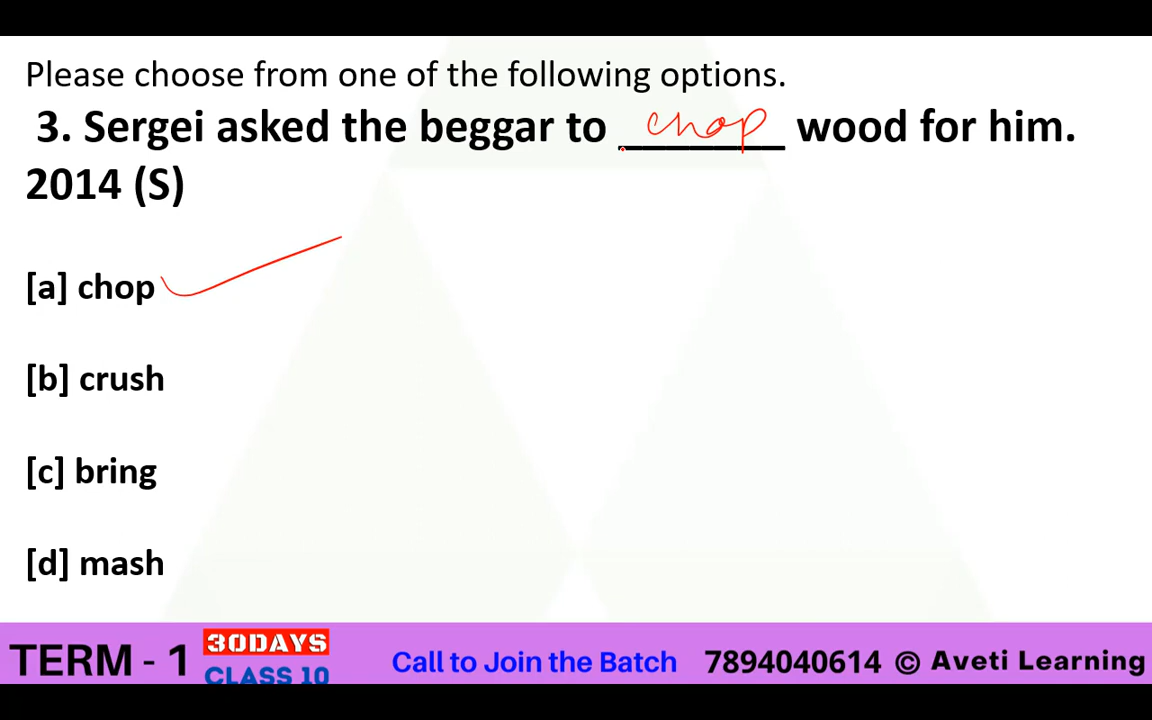 Please choose from one of the following options.
3. Sergei asked the beggar to chop wood for him.
2014 (S)
[a] chop
[b] crush
[c] bring
[d] mash
TERM - 1 30DAYS CLASS 10 Call to Join the Batch 7894040614 © Aveti Learning